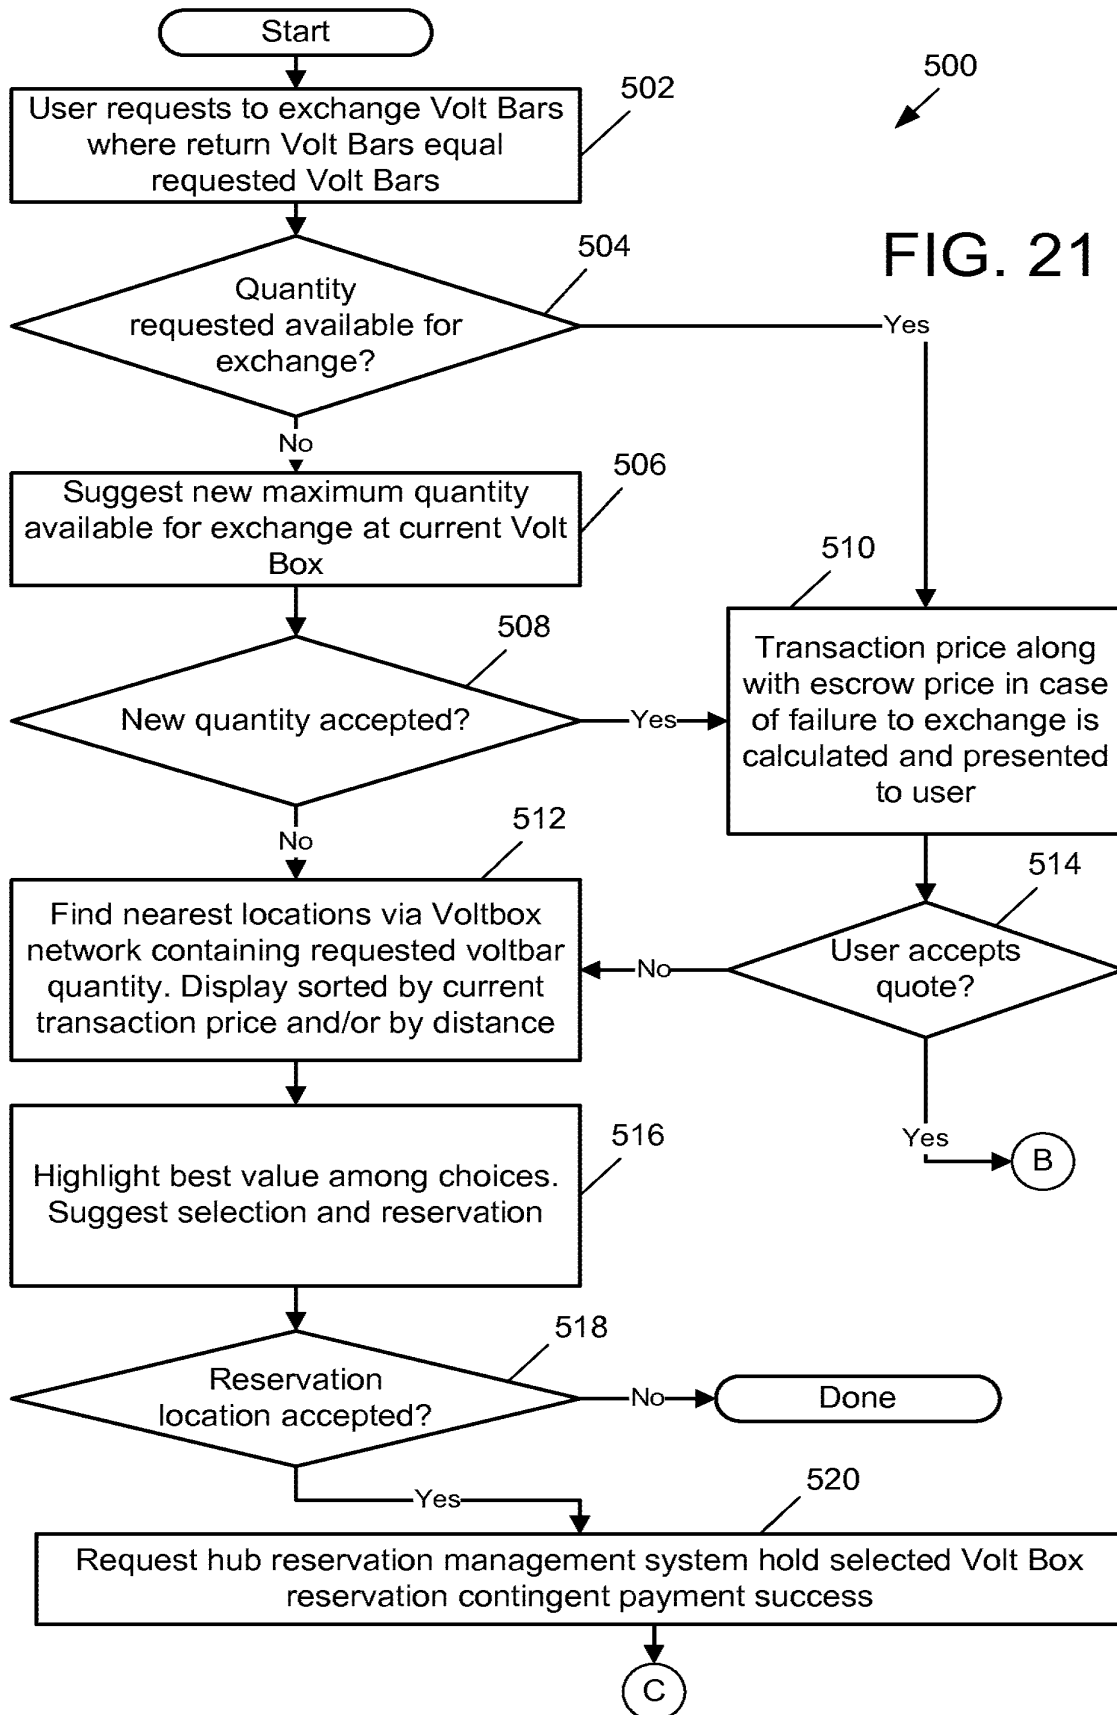 Start
500
502
User requests to exchange Volt Bars
where return Volt Bars equal
requested Volt Bars
FIG. 21
504
Quantity
requested available for
exchange?
Yes
No
506
Suggest new maximum quantity
available for exchange at current Volt
Box
510
Transaction price along
with escrow price in case
of failure to exchange is
calculated and presented
to user
508
New quantity accepted?
Yes
No
512
Find nearest locations via Voltbox
network containing requested voltbar
quantity. Display sorted by current
transaction price and/or by distance
514
User accepts
quote?
No
Yes
B
516
Highlight best value among choices.
Suggest selection and reservation
518
Reservation
location accepted?
No
Done
Yes
520
Request hub reservation management system hold selected Volt Box
reservation contingent payment success
C